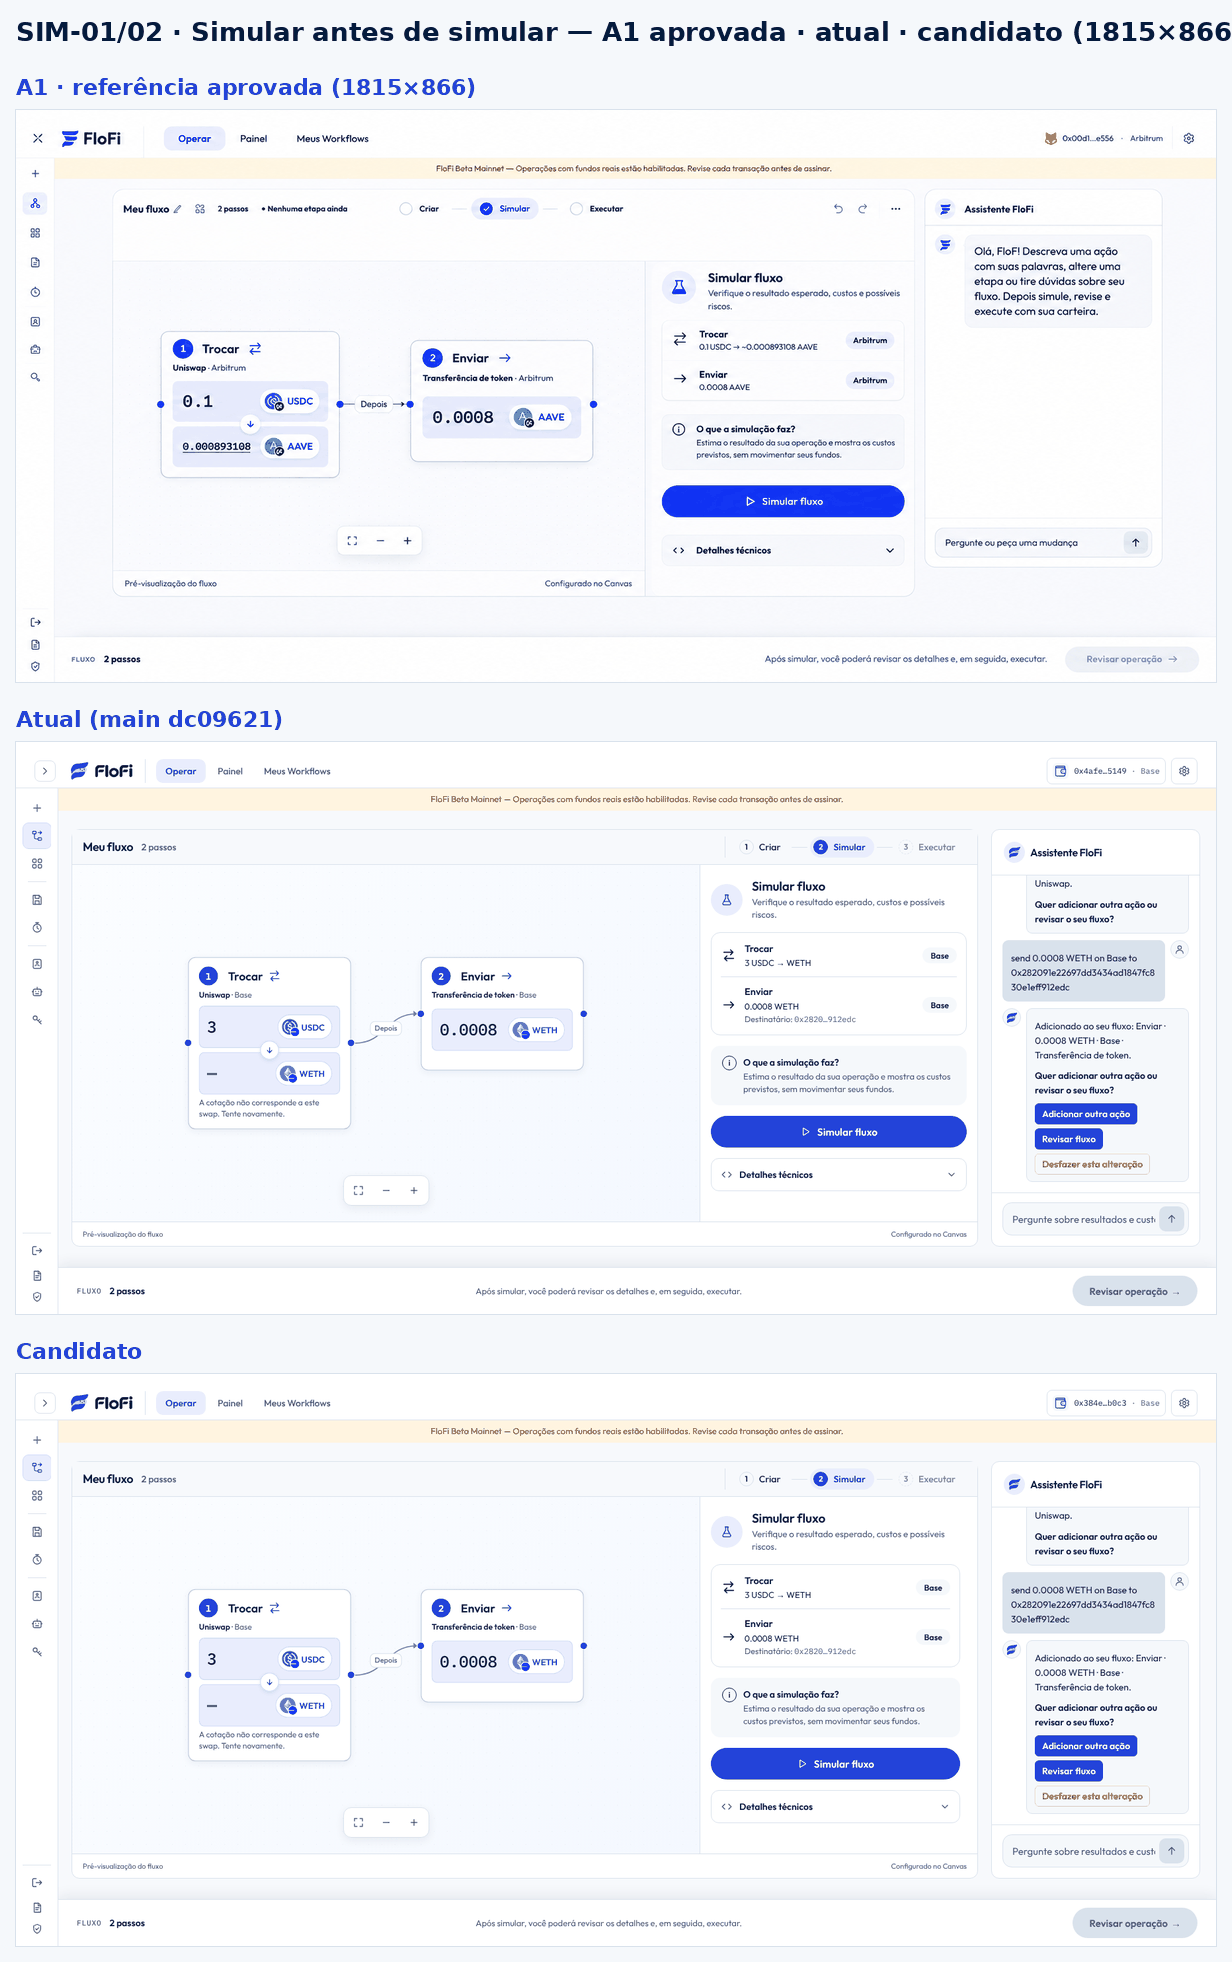 SIM-01/02 · Simular antes de simular — A1 aprovada · atual · candidato (1815×866
A1 · referência aprovada (1815×866)
FloFi
Operar
Painel
Meus Workflows
0x00d1...e556 · Arbitrum
FloFi Beta Mainnet — Operações com fundos reais estão habilitadas. Revise cada transação antes de assinar.
Meu fluxo
2 passos
• Nenhuma etapa ainda
Criar
Simular
Executar
Assistente FloFi
Olá, FloF! Descreva uma ação
com suas palavras, altere uma
etapa ou tire dúvidas sobre seu
fluxo. Depois simule, revise e
execute com sua carteira.
Simular fluxo
Verifique o resultado esperado, custos e possíveis
riscos.
1 Trocar
Uniswap · Arbitrum
0.1 USDC
0.000893108 AAVE
Depois
2 Enviar
Transferência de token · Arbitrum
0.0008 AAVE
Trocar
0.1 USDC → ~0.000893108 AAVE
Arbitrum
Enviar
0.0008 AAVE
Arbitrum
O que a simulação faz?
Estima o resultado da sua operação e mostra os custos
previstos, sem movimentar seus fundos.
Simular fluxo
Detalhes técnicos
Pergunte ou peça uma mudança
Pré-visualização do fluxo
Configurado no Canvas
FLUXO 2 passos
Após simular, você poderá revisar os detalhes e, em seguida, executar.
Revisar operação →
Atual (main dc09621)
FloFi
Operar
Painel
Meus Workflows
0x4afe…5149 · Base
FloFi Beta Mainnet — Operações com fundos reais estão habilitadas. Revise cada transação antes de assinar.
Meu fluxo 2 passos
1 Criar
2 Simular
3 Executar
Assistente FloFi
Uniswap.
Quer adicionar outra ação ou
revisar o seu fluxo?
send 0.0008 WETH on Base to
0x282091e22697dd3434ad1847fc8
30e1eff912edc
Adicionado ao seu fluxo: Enviar ·
0.0008 WETH · Base ·
Transferência de token.
Quer adicionar outra ação ou
revisar o seu fluxo?
Adicionar outra ação
Revisar fluxo
Desfazer esta alteração
Pergunte sobre resultados e custo
Simular fluxo
Verifique o resultado esperado, custos e possíveis
riscos.
1 Trocar
Uniswap · Base
3 USDC
— WETH
A cotação não corresponde a este
swap. Tente novamente.
Depois
2 Enviar
Transferência de token · Base
0.0008 WETH
Trocar
3 USDC → WETH
Base
Enviar
0.0008 WETH
Destinatário: 0x2820…912edc
Base
O que a simulação faz?
Estima o resultado da sua operação e mostra os custos
previstos, sem movimentar seus fundos.
Simular fluxo
Detalhes técnicos
Pré-visualização do fluxo
Configurado no Canvas
FLUXO 2 passos
Após simular, você poderá revisar os detalhes e, em seguida, executar.
Revisar operação →
Candidato
FloFi
Operar
Painel
Meus Workflows
0x384e…b0c3 · Base
FloFi Beta Mainnet — Operações com fundos reais estão habilitadas. Revise cada transação antes de assinar.
Meu fluxo 2 passos
1 Criar
2 Simular
3 Executar
Assistente FloFi
Uniswap.
Quer adicionar outra ação ou
revisar o seu fluxo?
send 0.0008 WETH on Base to
0x282091e22697dd3434ad1847fc8
30e1eff912edc
Adicionado ao seu fluxo: Enviar ·
0.0008 WETH · Base ·
Transferência de token.
Quer adicionar outra ação ou
revisar o seu fluxo?
Adicionar outra ação
Revisar fluxo
Desfazer esta alteração
Pergunte sobre resultados e custo
Simular fluxo
Verifique o resultado esperado, custos e possíveis
riscos.
1 Trocar
Uniswap · Base
3 USDC
— WETH
A cotação não corresponde a este
swap. Tente novamente.
Depois
2 Enviar
Transferência de token · Base
0.0008 WETH
Trocar
3 USDC → WETH
Base
Enviar
0.0008 WETH
Destinatário: 0x2820…912edc
Base
O que a simulação faz?
Estima o resultado da sua operação e mostra os
custos previstos, sem movimentar seus fundos.
Simular fluxo
Detalhes técnicos
Pré-visualização do fluxo
Configurado no Canvas
FLUXO 2 passos
Após simular, você poderá revisar os detalhes e, em seguida, executar.
Revisar operação →